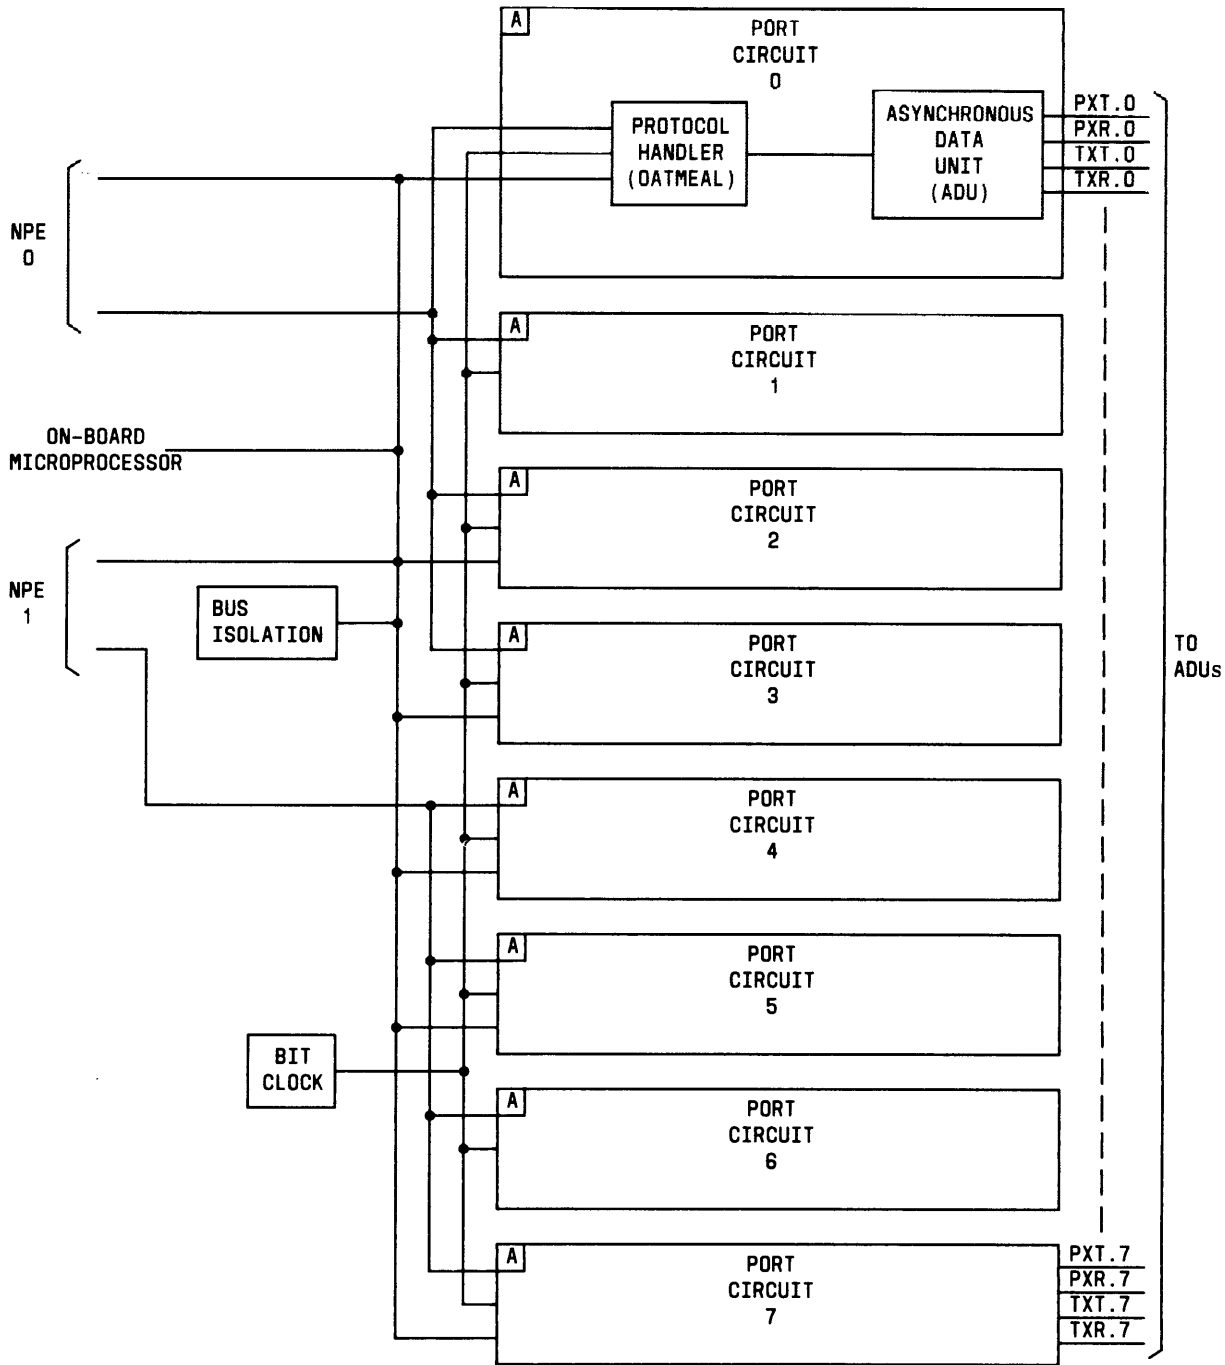 A
PORT
CIRCUIT
0
PROTOCOL
HANDLER
(OATMEAL)
ASYNCHRONOUS
DATA
UNIT
(ADU)
PXT.0
PXR.0
TXT.0
TXR.0
NPE
0
A
PORT
CIRCUIT
1
ON-BOARD
MICROPROCESSOR
A
PORT
CIRCUIT
2
NPE
1
BUS
ISOLATION
A
PORT
CIRCUIT
3
TO
ADUs
A
PORT
CIRCUIT
4
A
PORT
CIRCUIT
5
BIT
CLOCK
A
PORT
CIRCUIT
6
A
PORT
CIRCUIT
7
PXT.7
PXR.7
TXT.7
TXR.7